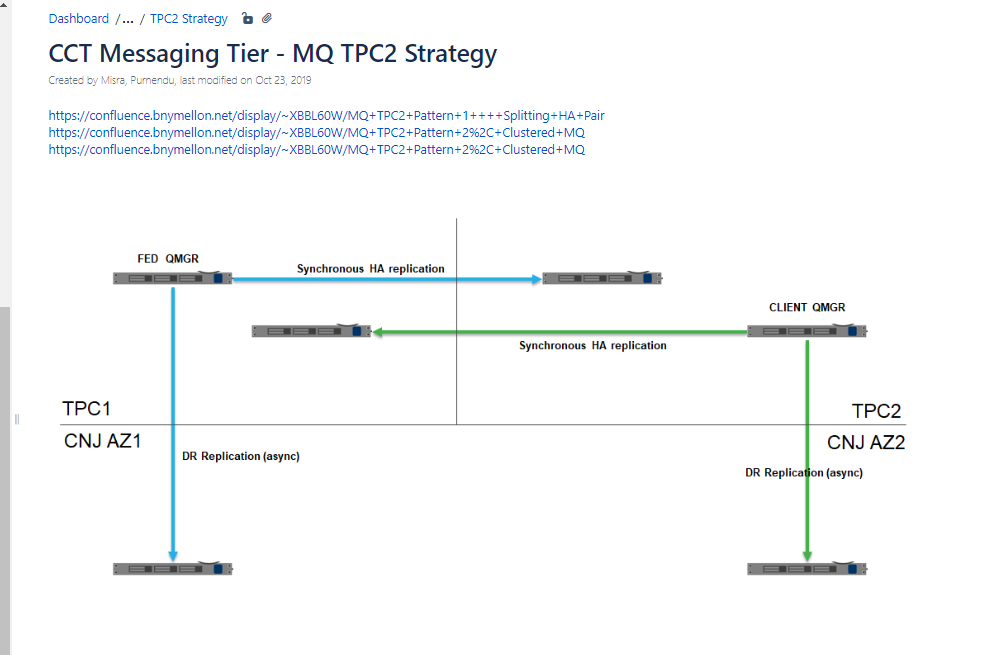 Dashboard /... / TPC2 Strategy
CCT Messaging Tier - MQ TPC2 Strategy
Created by Misra, Purnendu, last modified on Oct 23, 2019
https://confluence.bnymellon.net/display/~XBBL60W/MQ+TPC2+Pattern+1++++Splitting+HA+Pair
https://confluence.bnymellon.net/display/~XBBL60W/MQ+TPC2+Pattern+2%2C+Clustered+MQ
https://confluence.bnymellon.net/display/~XBBL60W/MQ+TPC2+Pattern+2%2C+Clustered+MQ
FED QMGR
Synchronous HA replication
CLIENT QMGR
Synchronous HA replication
TPC1
TPC2
CNJ AZ1
CNJ AZ2
DR Replication (async)
DR Replication (async)